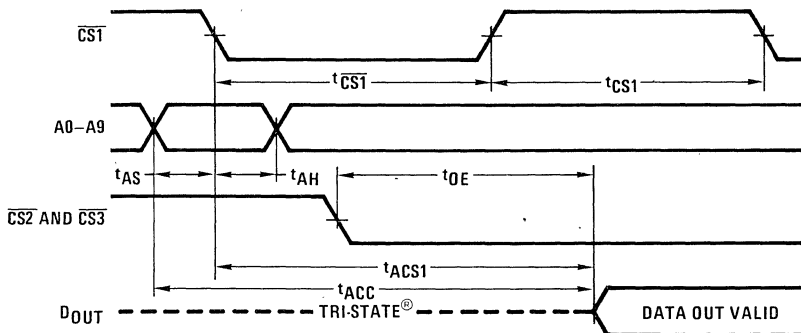 CS1
tCS1 tCS1
A0–A9
tAS tAH tOE
CS2 AND CS3
tACS1
tACC
DOUT TRI-STATE® DATA OUT VALID